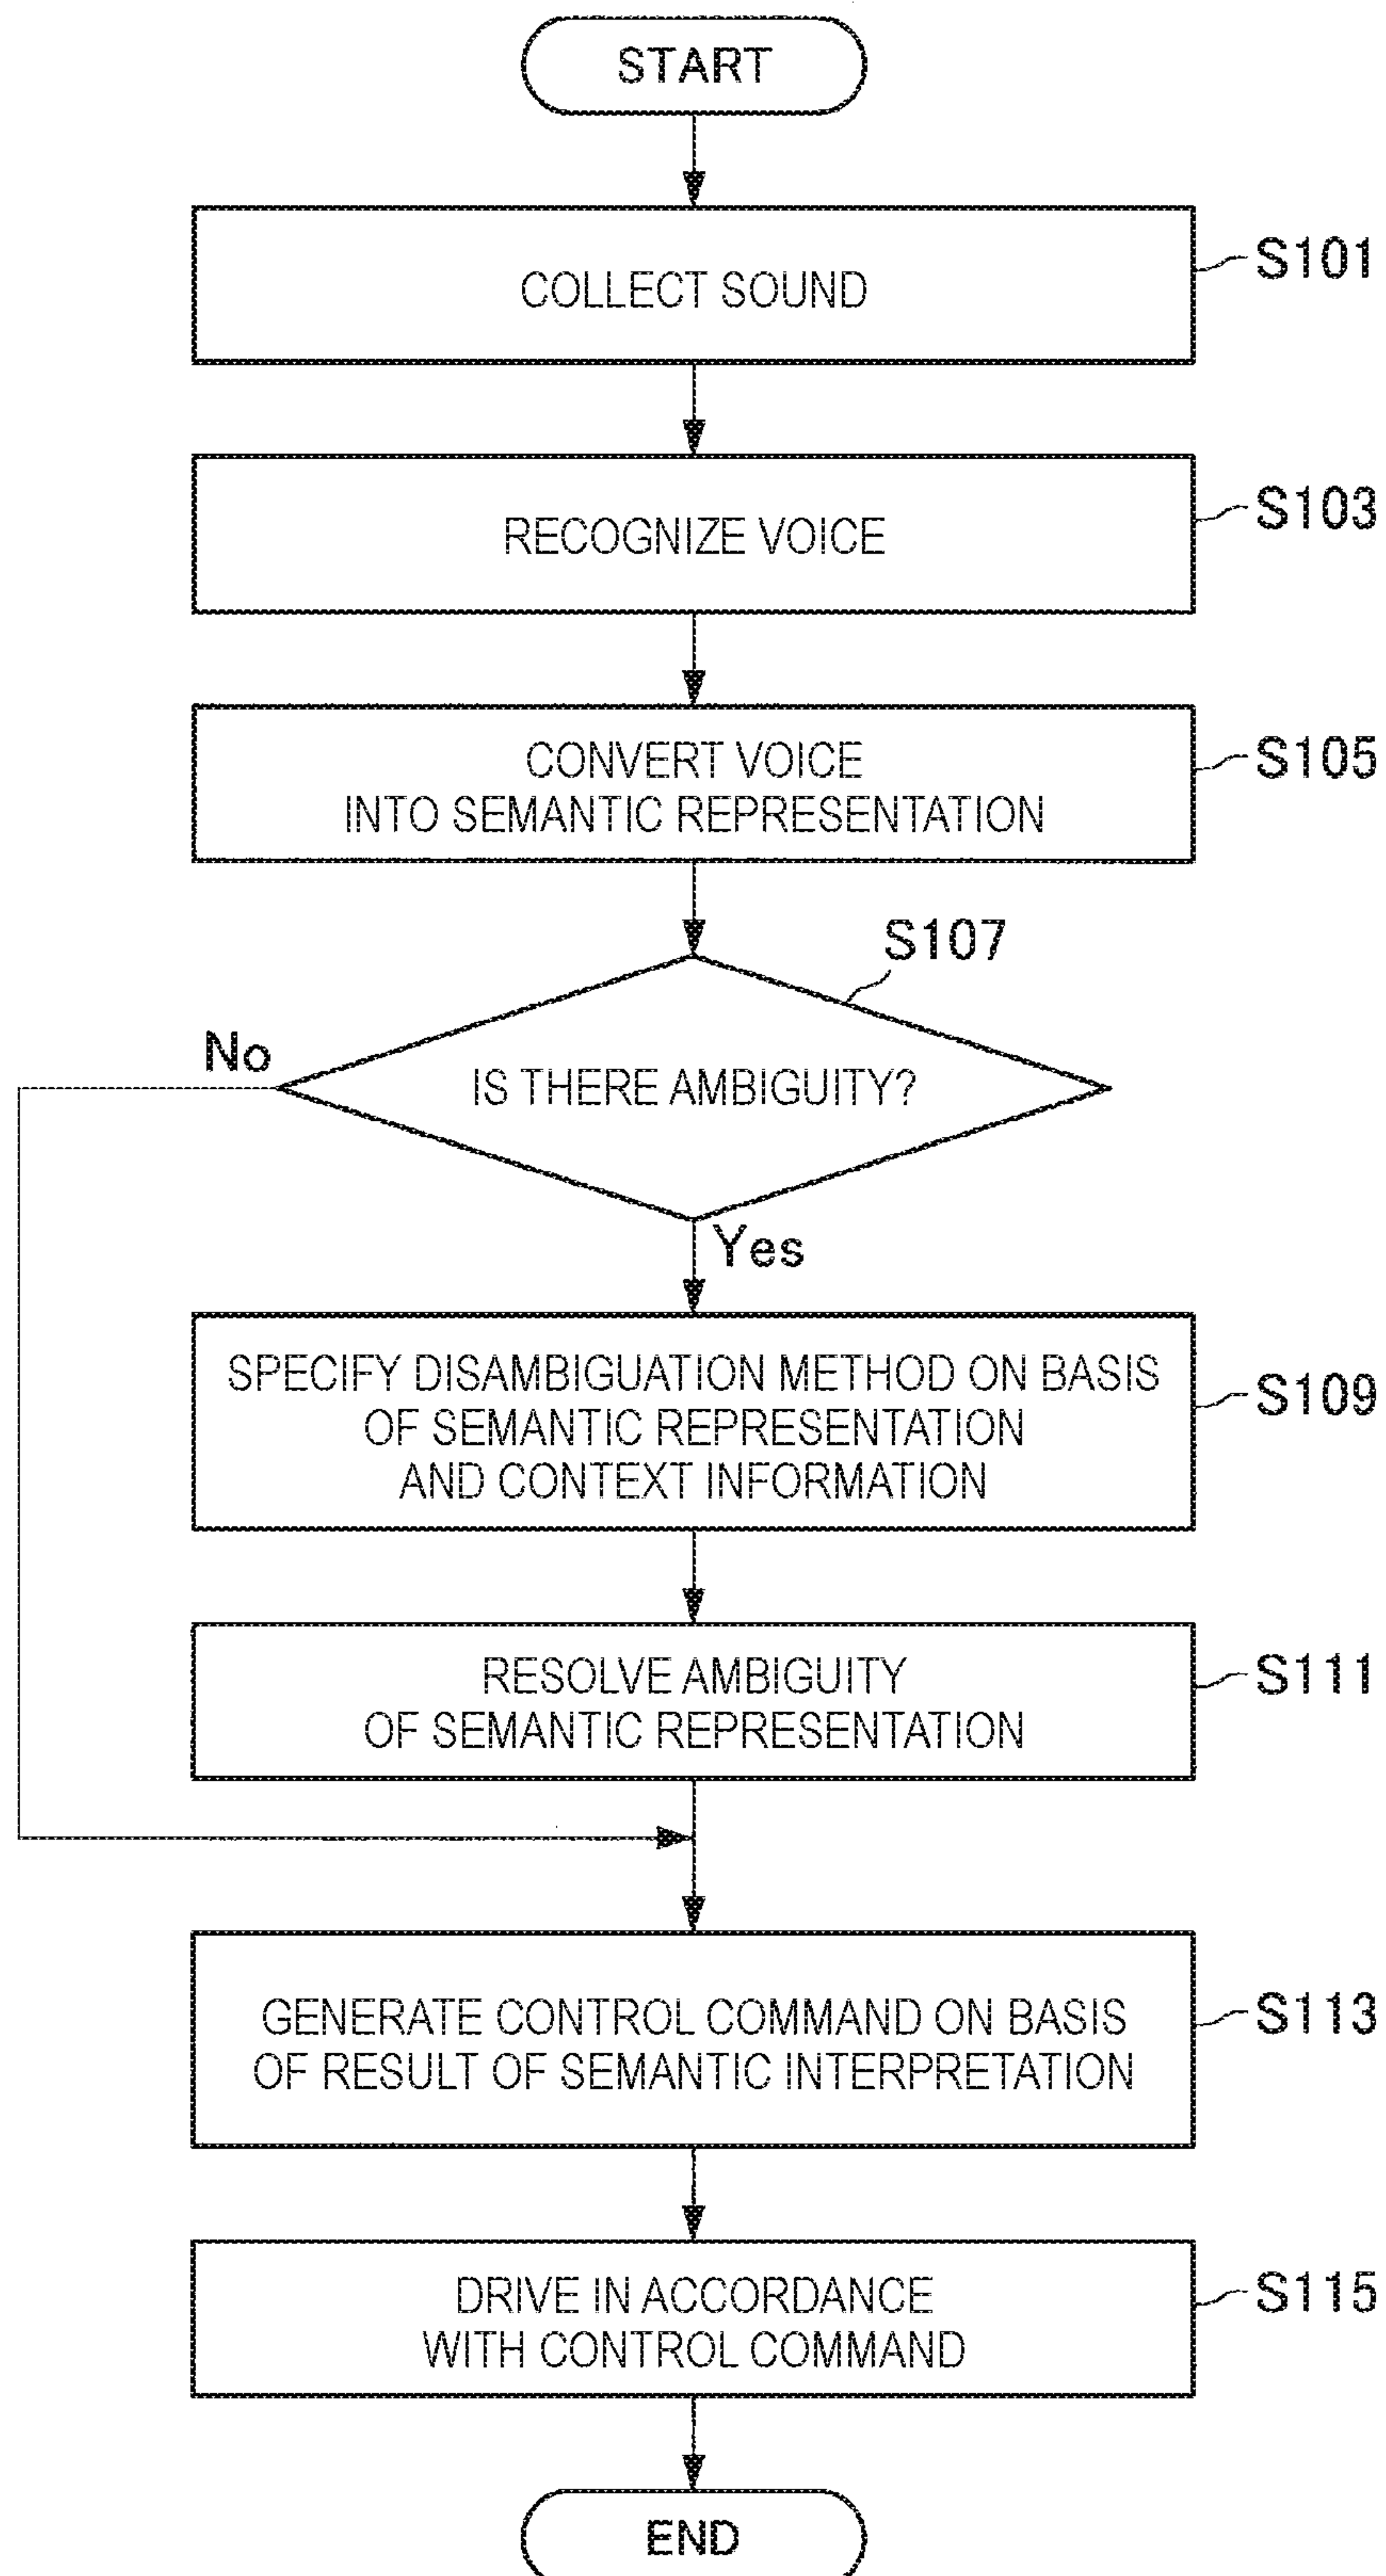 START
COLLECT SOUND
S101
RECOGNIZE VOICE
S103
CONVERT VOICE
INTO SEMANTIC REPRESENTATION
S105
S107
No
IS THERE AMBIGUITY?
Yes
SPECIFY DISAMBIGUATION METHOD ON BASIS
OF SEMANTIC REPRESENTATION
AND CONTEXT INFORMATION
S109
RESOLVE AMBIGUITY
OF SEMANTIC REPRESENTATION
S111
GENERATE CONTROL COMMAND ON BASIS
OF RESULT OF SEMANTIC INTERPRETATION
S113
DRIVE IN ACCORDANCE
WITH CONTROL COMMAND
S115
END